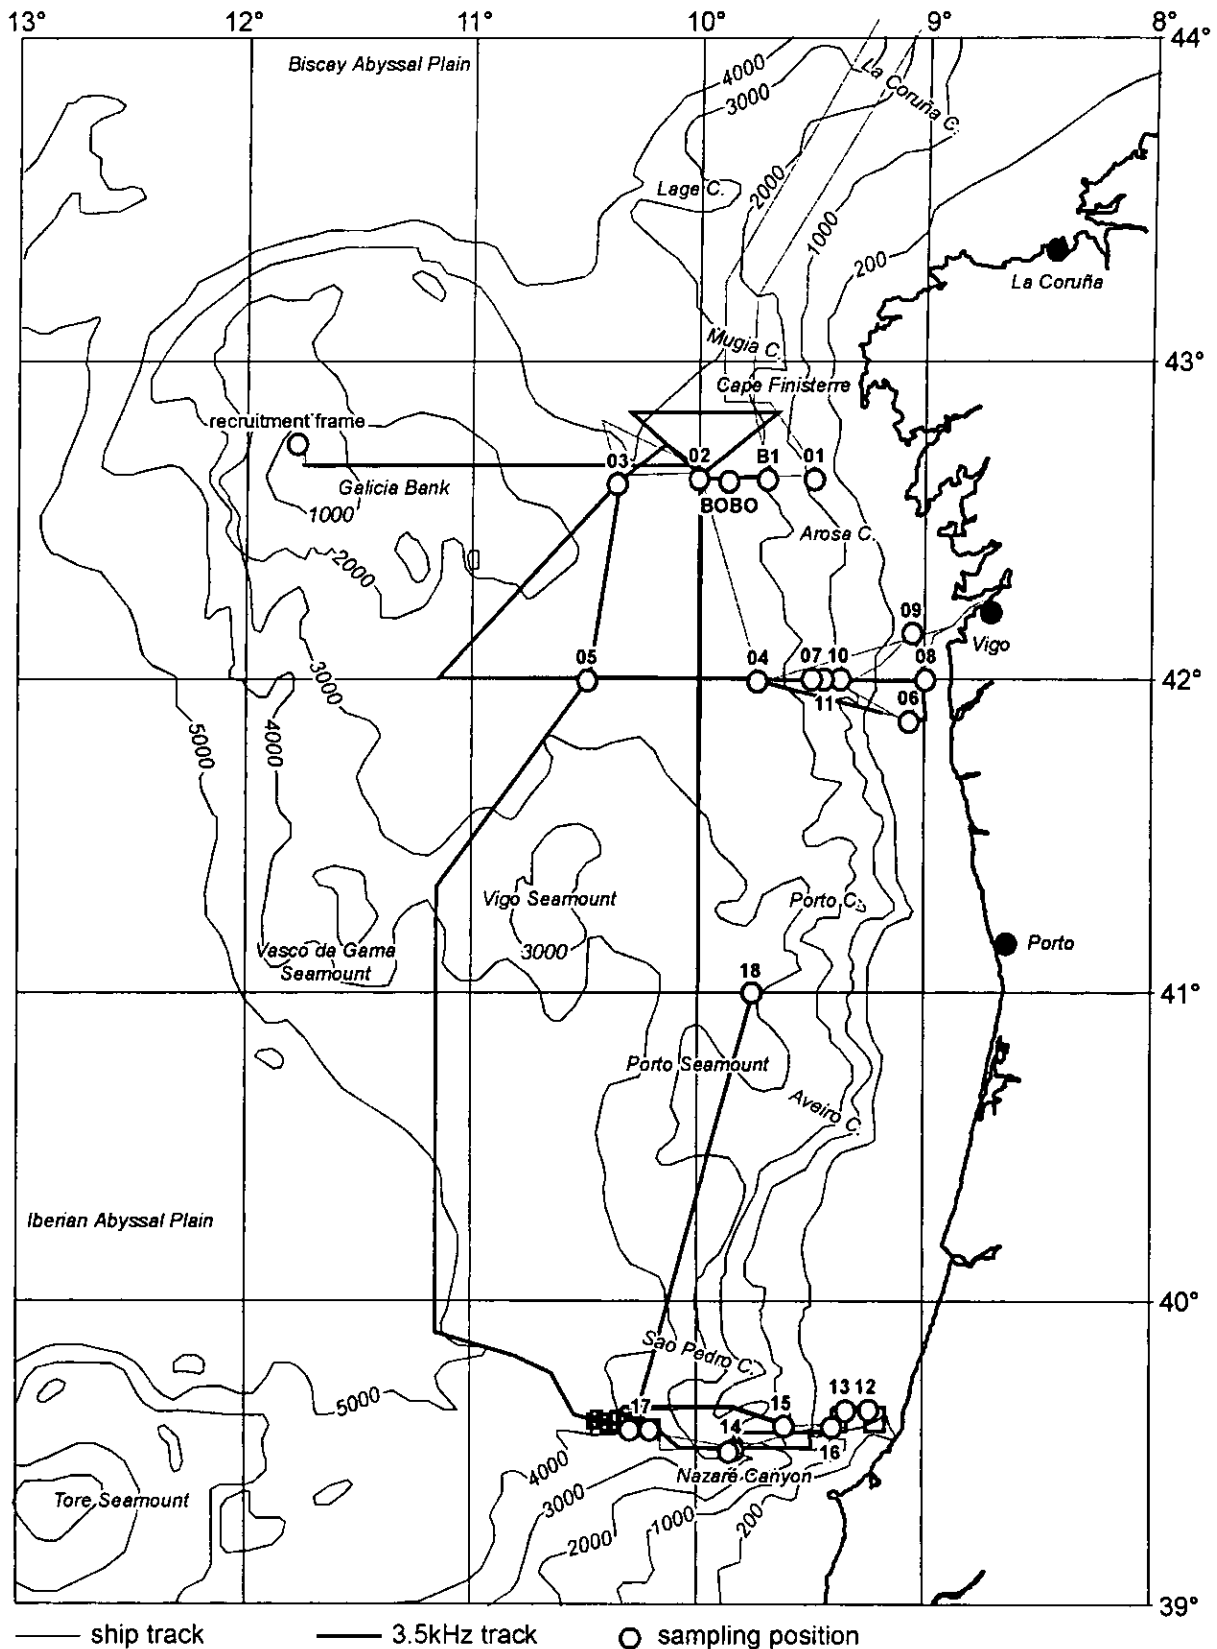 13° 12° 11° 10° 9° 8°
44°
Biscay Abyssal Plain
4000
3000
La Coruña C.
2000
Lage C.
1000
200
La Coruña
Mugia C.
43°
Cape Finisterre
recruitment frame
03 02 B1 01
Galicia Bank
BOBO
1000
Arosa C.
2000
09
Vigo
05 04 07 10 08
42°
11 06
3000
4000
5000
Vigo Seamount
Porto C.
3000
Vasco da Gama
Seamount
Porto
18
41°
Porto Seamount
Aveiro C.
Iberian Abyssal Plain
40°
Sao Pedro C.
5000
17 15 13 12
14 16
4000
Nazaré Canyon
3000
Tore Seamount
2000
1000
200
39°
ship track 3.5kHz track sampling position